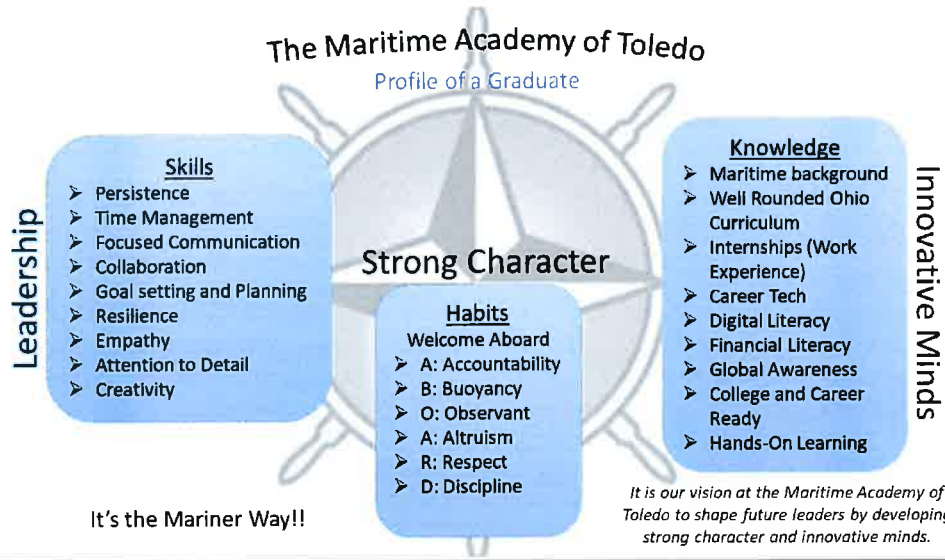 The Maritime Academy of Toledo
Profile of a Graduate
Leadership
Skills
➤ Persistence
➤ Time Management
➤ Focused Communication
➤ Collaboration
➤ Goal setting and Planning
➤ Resilience
➤ Empathy
➤ Attention to Detail
➤ Creativity
Strong Character
Habits
Welcome Aboard
➤ A: Accountability
➤ B: Buoyancy
➤ O: Observant
➤ A: Altruism
➤ R: Respect
➤ D: Discipline
Knowledge
➤ Maritime background
➤ Well Rounded Ohio
Curriculum
➤ Internships (Work
Experience)
➤ Career Tech
➤ Digital Literacy
➤ Financial Literacy
➤ Global Awareness
➤ College and Career
Ready
➤ Hands-On Learning
Innovative Minds
It's the Mariner Way!!
It is our vision at the Maritime Academy of
Toledo to shape future leaders by developing
strong character and innovative minds.